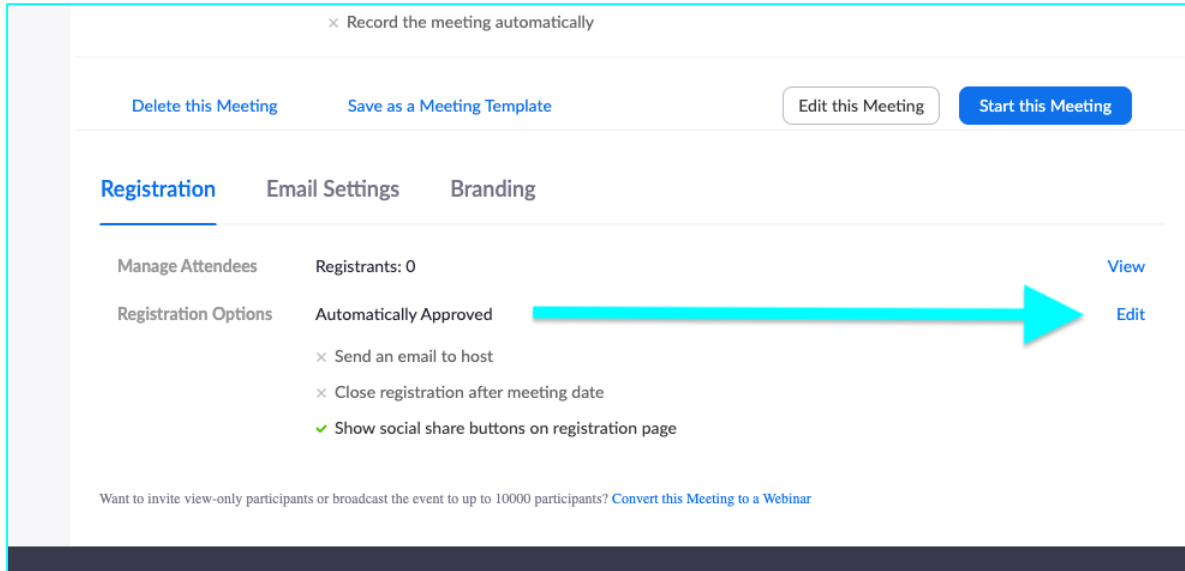 Record the meeting automatically
Delete this Meeting Save as a Meeting Template Edit this Meeting Start this Meeting
Registration Email Settings Branding
Manage Attendees Registrants: 0 View
Registration Options Automatically Approved Edit
Send an email to host
Close registration after meeting date
Show social share buttons on registration page
Want to invite view-only participants or broadcast the event to up to 10000 participants? Convert this Meeting to a Webinar